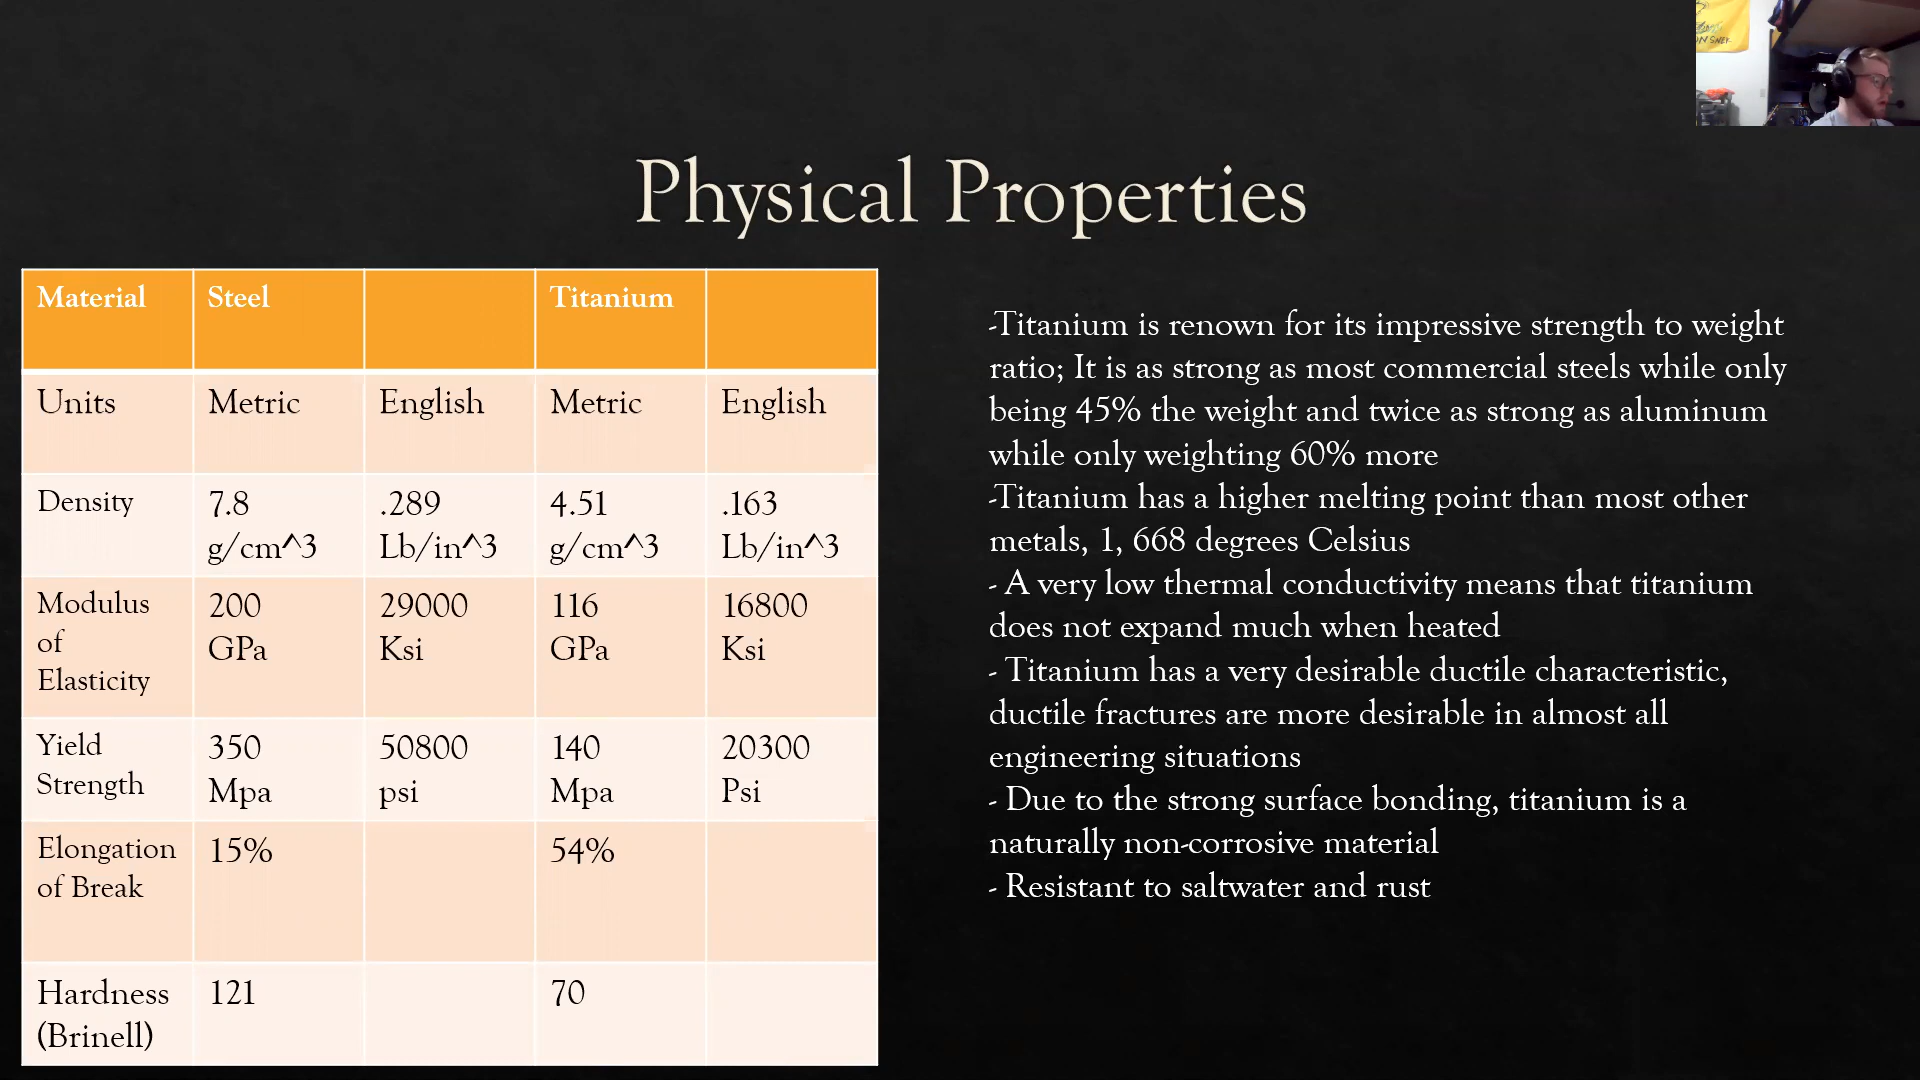 Physical Properties
Material Steel Titanium
Units Metric English Metric English
Density 7.8 g/cm^3 .289 Lb/in^3 4.51 g/cm^3 .163 Lb/in^3
Modulus of Elasticity 200 GPa 29000 Ksi 116 GPa 16800 Ksi
Yield Strength 350 Mpa 50800 psi 140 Mpa 20300 Psi
Elongation of Break 15% 54%
Hardness (Brinell) 121 70
-Titanium is renown for its impressive strength to weight
ratio; It is as strong as most commercial steels while only
being 45% the weight and twice as strong as aluminum
while only weighting 60% more
-Titanium has a higher melting point than most other
metals, 1, 668 degrees Celsius
- A very low thermal conductivity means that titanium
does not expand much when heated
- Titanium has a very desirable ductile characteristic,
ductile fractures are more desirable in almost all
engineering situations
- Due to the strong surface bonding, titanium is a
naturally non-corrosive material
- Resistant to saltwater and rust